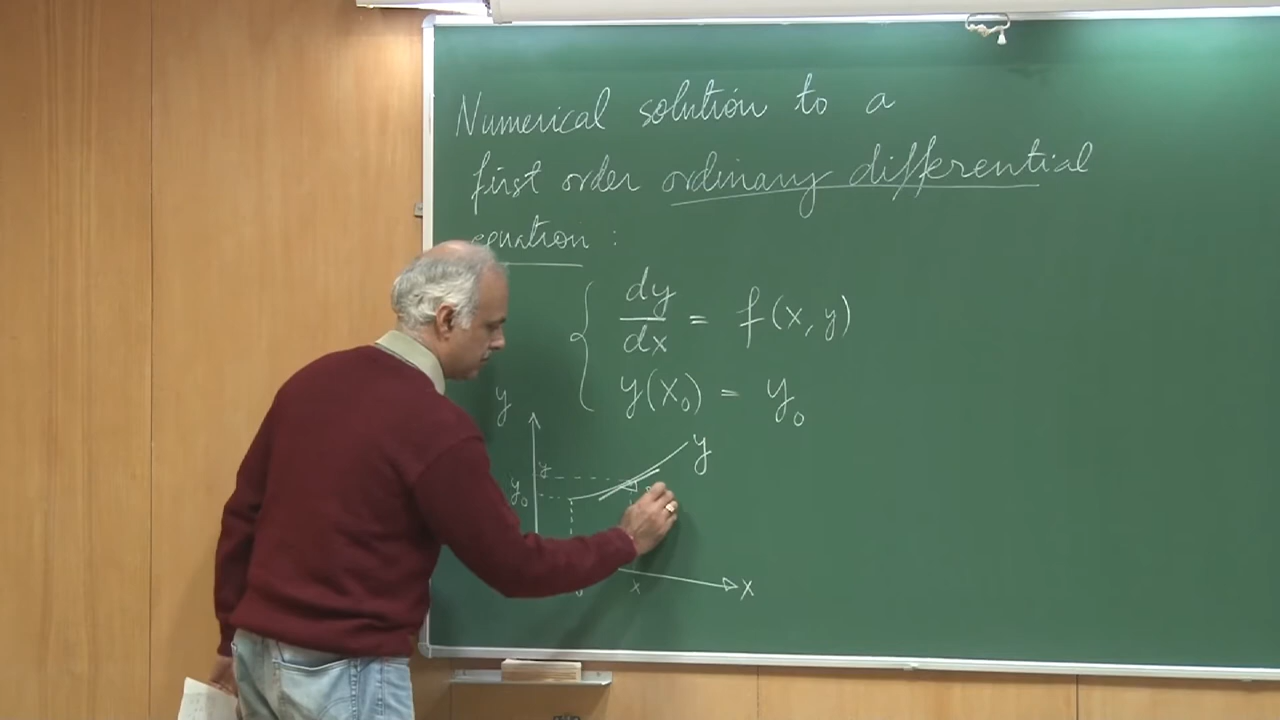 Numerical solution to a
first order ordinary differential
equation :
dy/dx = f(x, y)
y(x₀) = y₀
y
y
y
y₀
x
x